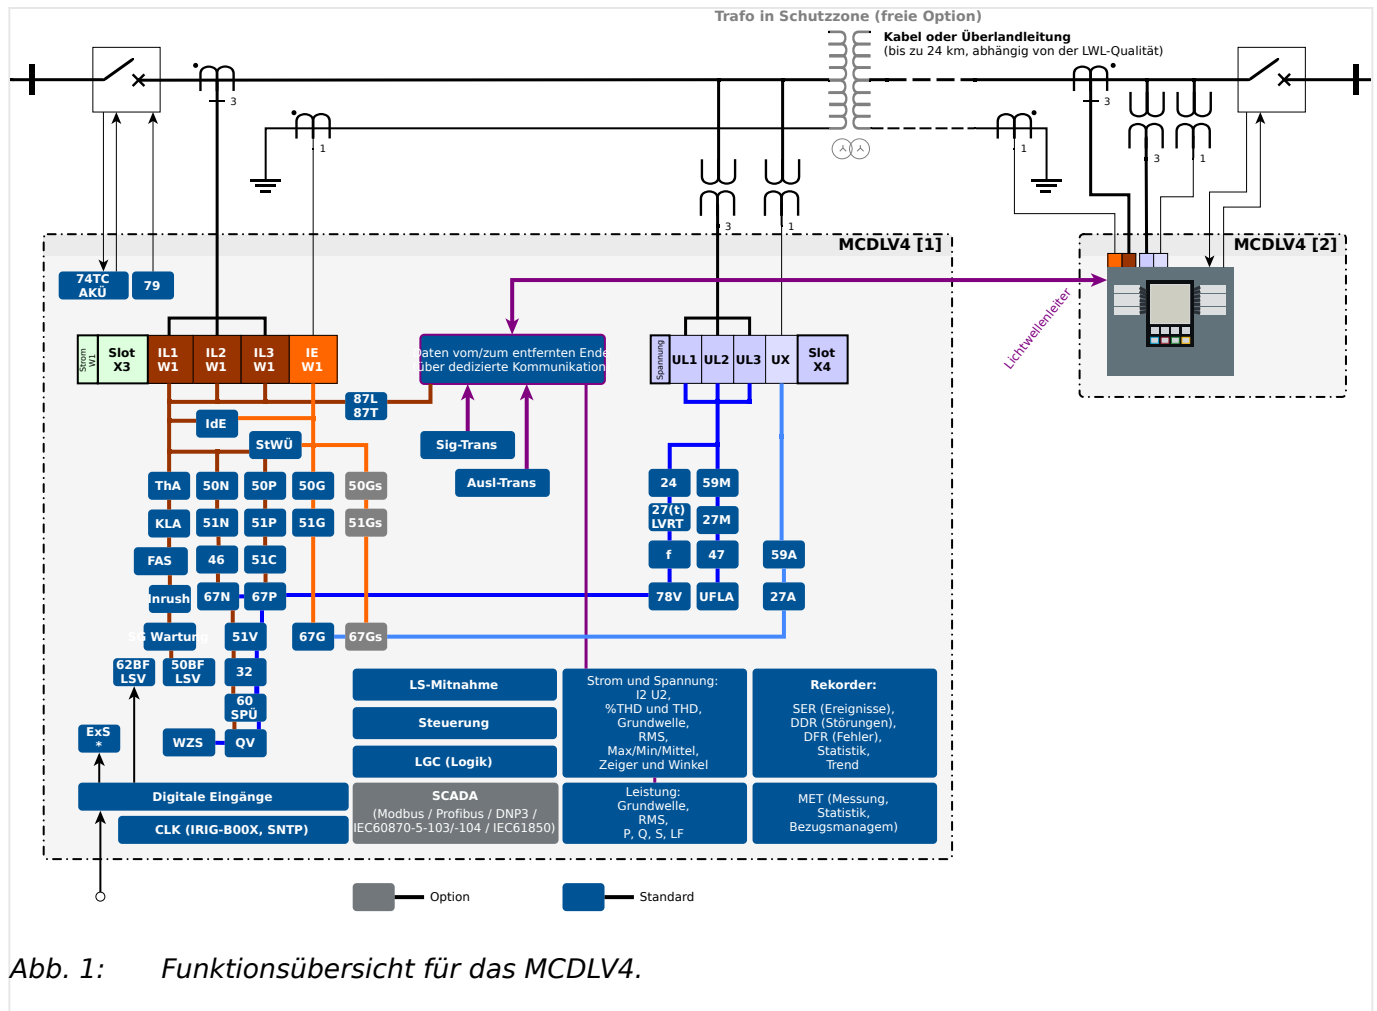 Trafo in Schutzzone (freie Option)
Kabel oder Überlandleitung
(bis zu 24 km, abhängig von der LWL-Qualität)
3
1
3
1
3
1
3
1
MCDLV4 [1]
MCDLV4 [2]
74TC
AKÜ
79
Lichtwellenleiter
Strom
W1
Slot
X3
IL1
W1
IL2
W1
IL3
W1
IE
W1
Daten vom/zum entfernten Ende
über dedizierte Kommunikation
Spannung
UL1
UL2
UL3
UX
Slot
X4
87L
87T
IdE
StWÜ
Sig-Trans
Ausl-Trans
ThA
50N
50P
50G
50Gs
24
59M
KLA
51N
51P
51G
51Gs
27(t)
LVRT
27M
FAS
46
51C
f
47
59A
Inrush
67N
67P
78V
UFLA
27A
SG Wartung
51V
67G
67Gs
62BF
LSV
50BF
LSV
32
60
SPÜ
ExS
*
WZS
QV
LS-Mitnahme
Steuerung
LGC (Logik)
Strom und Spannung:
I2 U2,
%THD und THD,
Grundwelle,
RMS,
Max/Min/Mittel,
Zeiger und Winkel
Rekorder:
SER (Ereignisse),
DDR (Störungen),
DFR (Fehler),
Statistik,
Trend
Digitale Eingänge
CLK (IRIG-B00X, SNTP)
SCADA
(Modbus / Profibus / DNP3 /
IEC60870-5-103/-104 / IEC61850)
Leistung:
Grundwelle,
RMS,
P, Q, S, LF
MET (Messung,
Statistik,
Bezugsmanagem)
Option
Standard
Abb. 1: Funktionsübersicht für das MCDLV4.